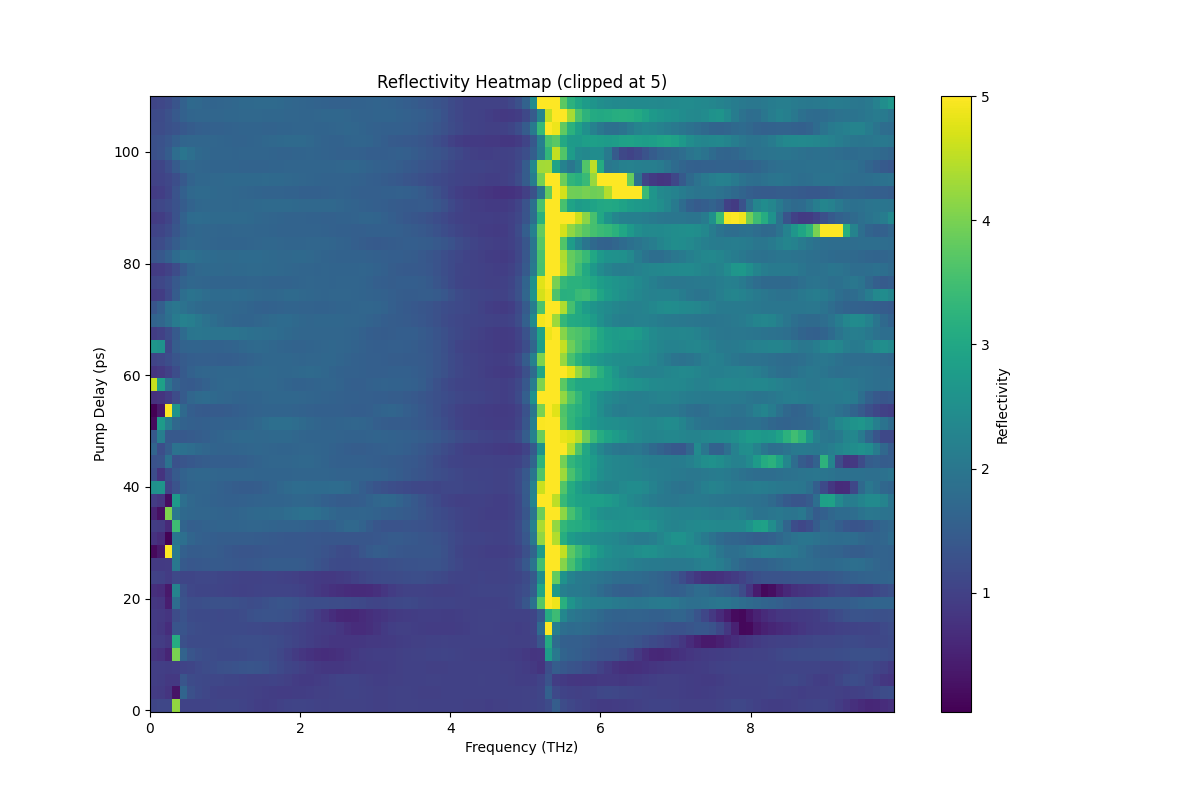 Reflectivity Heatmap (clipped at 5)
Pump Delay (ps)
100
80
60
40
20
0
0 2 4 6 8
Frequency (THz)
5
4
3
2
1
Reflectivity